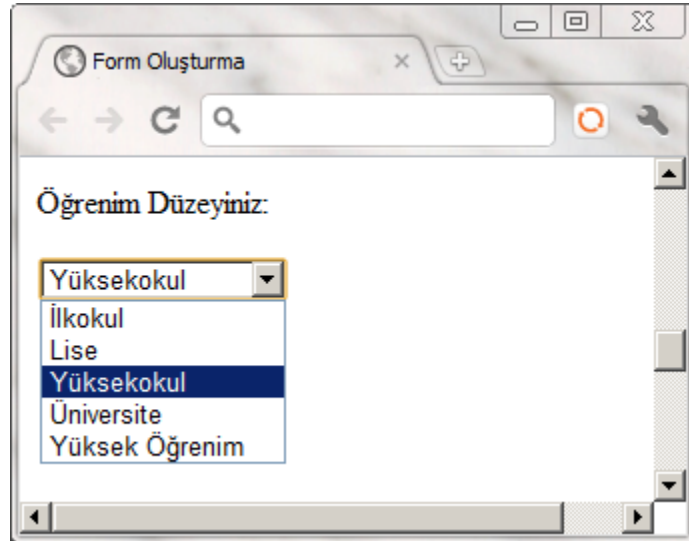 Form Oluşturma
Öğrenim Düzeyiniz:
Yüksekokul
İlkokul
Lise
Yüksekokul
Üniversite
Yüksek Öğrenim